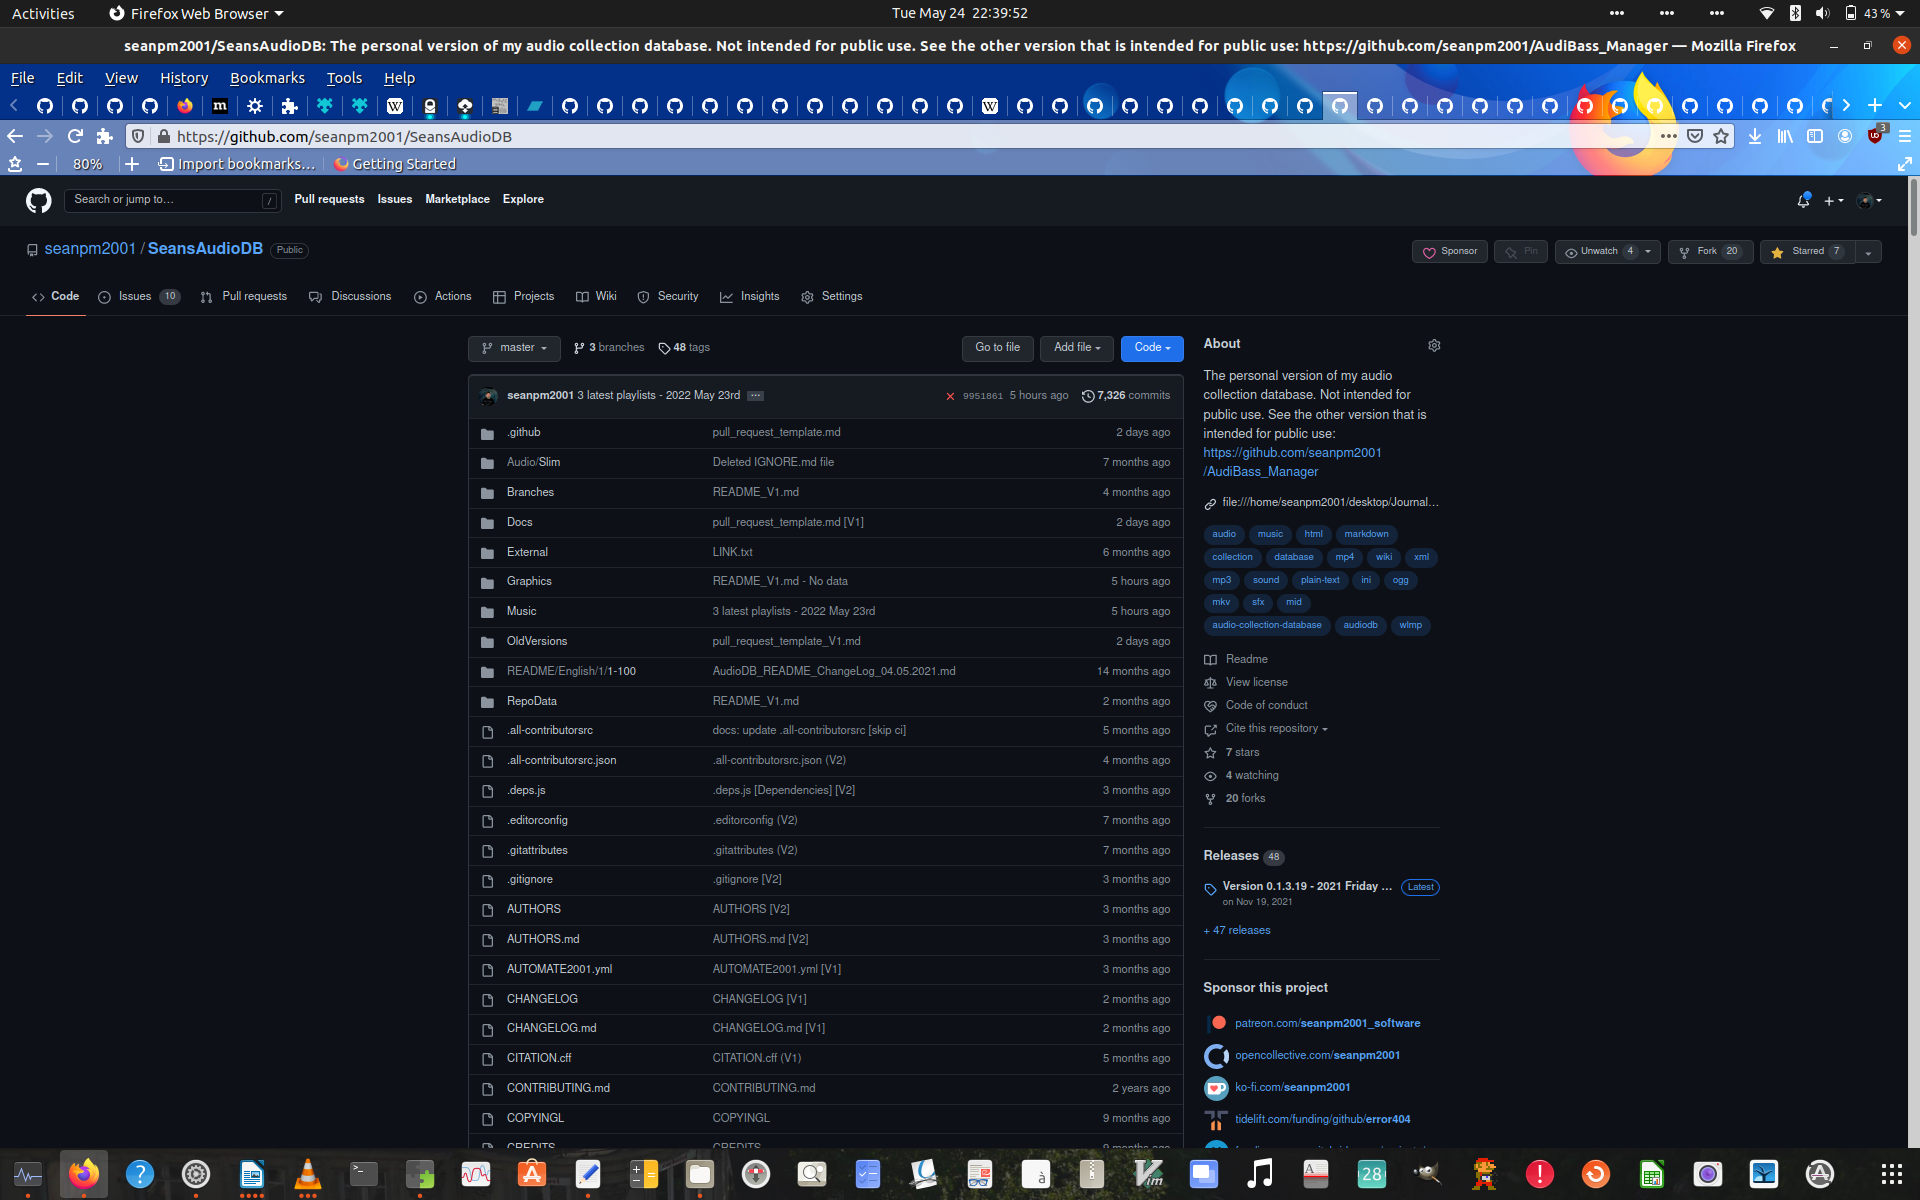 Activities
Firefox Web Browser
Tue May 24 22:39:52
43 %
seanpm2001/SeansAudioDB: The personal version of my audio collection database. Not intended for public use. See the other version that is intended for public use: https://github.com/seanpm2001/AudiBass_Manager — Mozilla Firefox
File Edit View History Bookmarks Tools Help
https://github.com/seanpm2001/SeansAudioDB
3
80%
Import bookmarks...
Getting Started
Search or jump to...
/
Pull requests Issues Marketplace Explore
seanpm2001 / SeansAudioDB Public
Sponsor
Pin
Unwatch 4
Fork 20
Starred 7
Code
Issues 10
Pull requests
Discussions
Actions
Projects
Wiki
Security
Insights
Settings
master
3 branches
48 tags
Go to file
Add file
Code
seanpm2001 3 latest playlists - 2022 May 23rd ... 9951861 5 hours ago 7,326 commits
.github pull_request_template.md 2 days ago
Audio/Slim Deleted IGNORE.md file 7 months ago
Branches README_V1.md 4 months ago
Docs pull_request_template.md [V1] 2 days ago
External LINK.txt 6 months ago
Graphics README_V1.md - No data 5 hours ago
Music 3 latest playlists - 2022 May 23rd 5 hours ago
OldVersions pull_request_template_V1.md 2 days ago
README/English/1/1-100 AudioDB_README_ChangeLog_04.05.2021.md 14 months ago
RepoData README_V1.md 2 months ago
.all-contributorsrc docs: update .all-contributorsrc [skip ci] 5 months ago
.all-contributorsrc.json .all-contributorsrc.json (V2) 4 months ago
.deps.js .deps.js [Dependencies] [V2] 3 months ago
.editorconfig .editorconfig (V2) 7 months ago
.gitattributes .gitattributes (V2) 7 months ago
.gitignore .gitignore [V2] 3 months ago
AUTHORS AUTHORS [V2] 3 months ago
AUTHORS.md AUTHORS.md [V2] 3 months ago
AUTOMATE2001.yml AUTOMATE2001.yml [V1] 3 months ago
CHANGELOG CHANGELOG [V1] 2 months ago
CHANGELOG.md CHANGELOG.md [V1] 2 months ago
CITATION.cff CITATION.cff (V1) 5 months ago
CONTRIBUTING.md CONTRIBUTING.md 2 years ago
COPYINGL COPYINGL 9 months ago
CREDITS CREDITS 9 months ago
About
The personal version of my audio
collection database. Not intended for
public use. See the other version that is
intended for public use:
https://github.com/seanpm2001
/AudiBass_Manager
file:///home/seanpm2001/desktop/Journal...
audio music html markdown
collection database mp4 wiki xml
mp3 sound plain-text ini ogg
mkv sfx mid
audio-collection-database audiodb wlmp
Readme
View license
Code of conduct
Cite this repository
7 stars
4 watching
20 forks
Releases 48
Version 0.1.3.19 - 2021 Friday ... Latest
on Nov 19, 2021
+ 47 releases
Sponsor this project
patreon.com/seanpm2001_software
opencollective.com/seanpm2001
ko-fi.com/seanpm2001
tidelift.com/funding/github/error404
28